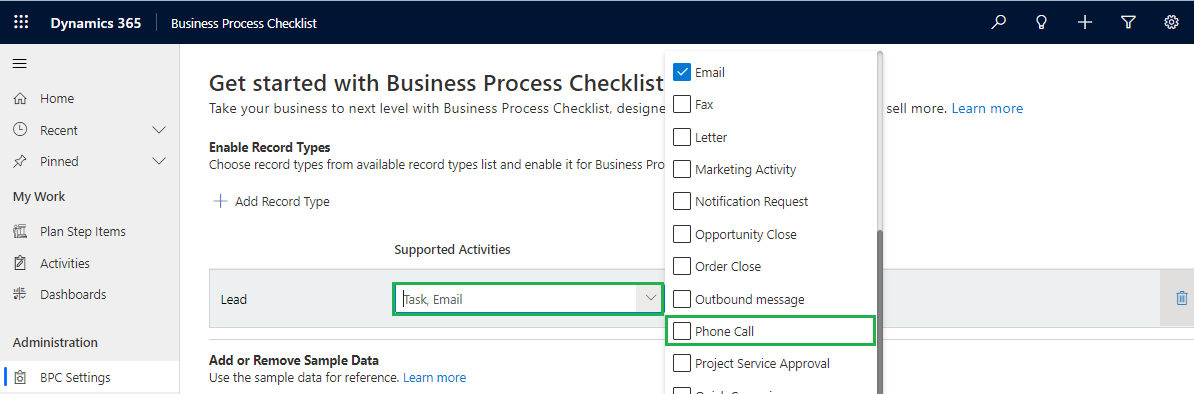 Dynamics 365
Business Process Checklist
Get started with Business Process Checklist
Take your business to next level with Business Process Checklist, designe
sell more. Learn more
Home
Recent
Pinned
My Work
Plan Step Items
Activities
Dashboards
Administration
BPC Settings
Enable Record Types
Choose record types from available record types list and enable it for Business Pro
Add Record Type
Supported Activities
Lead
Task, Email
Email
Fax
Letter
Marketing Activity
Notification Request
Opportunity Close
Order Close
Outbound message
Phone Call
Project Service Approval
Add or Remove Sample Data
Use the sample data for reference. Learn more